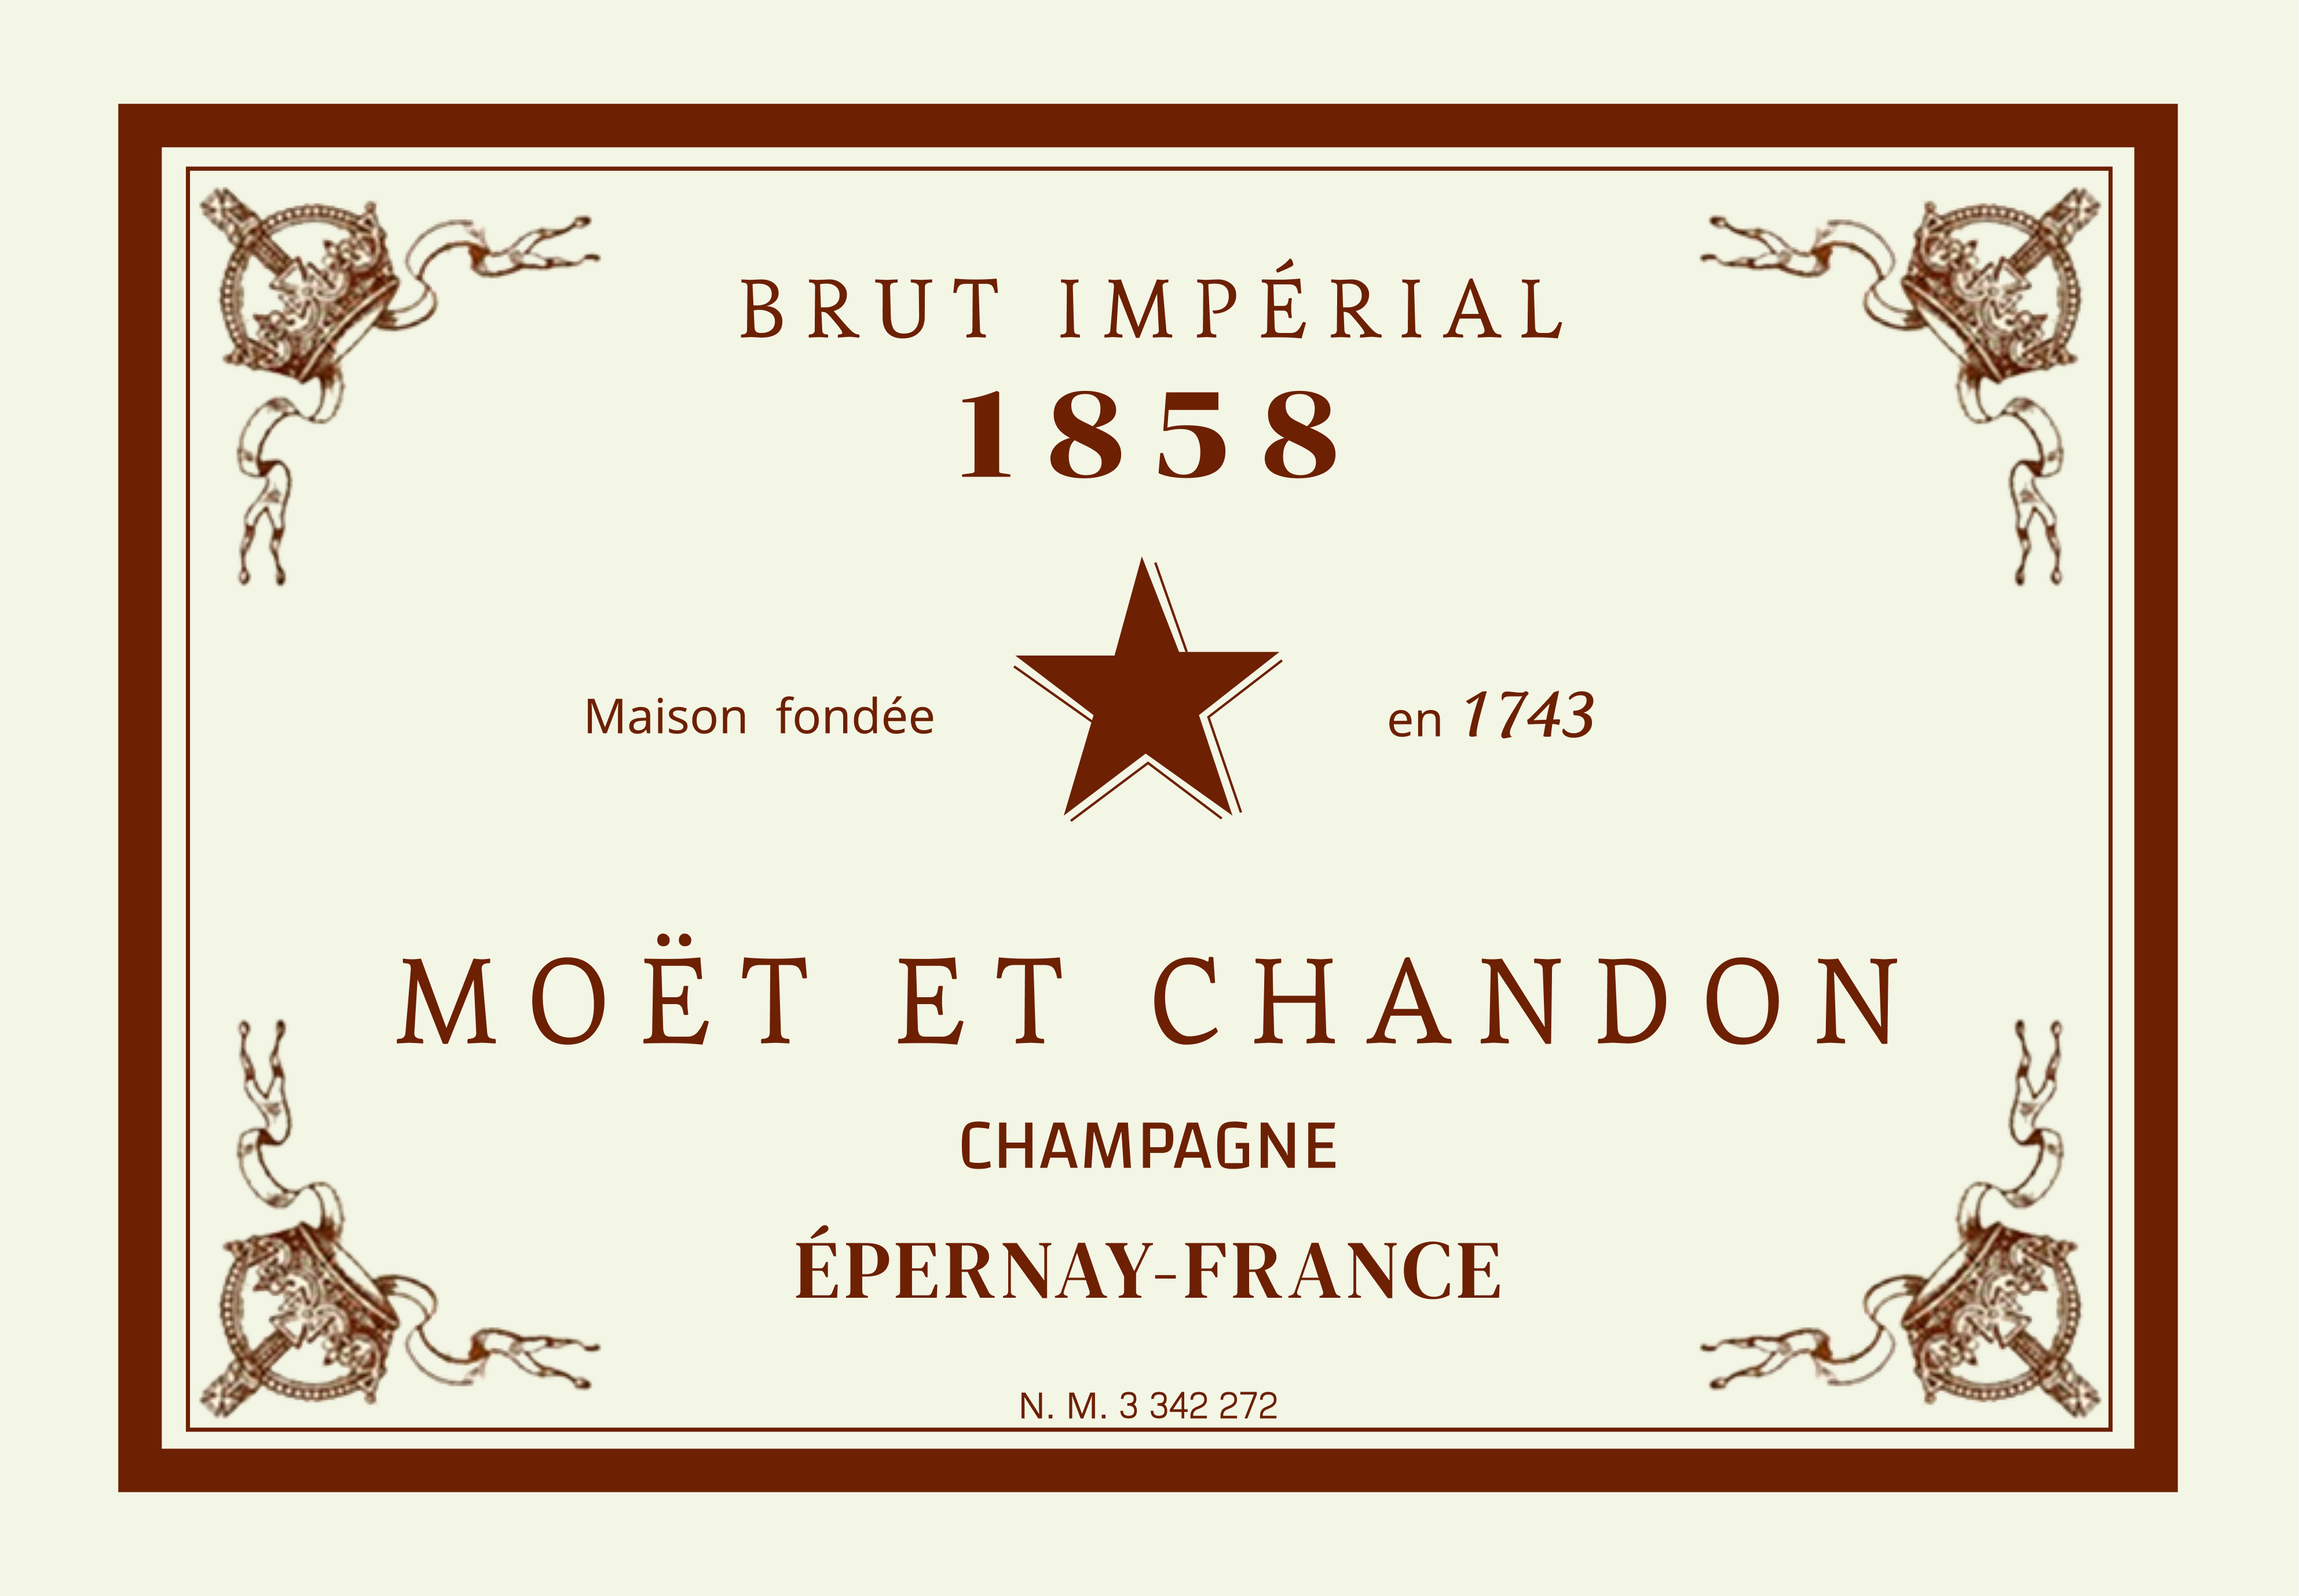 BRUT IMPÉRIAL
1858
Maison fondée en 1743
MOËT ET CHANDON
CHAMPAGNE
ÉPERNAY-FRANCE
N. M. 3 342 272